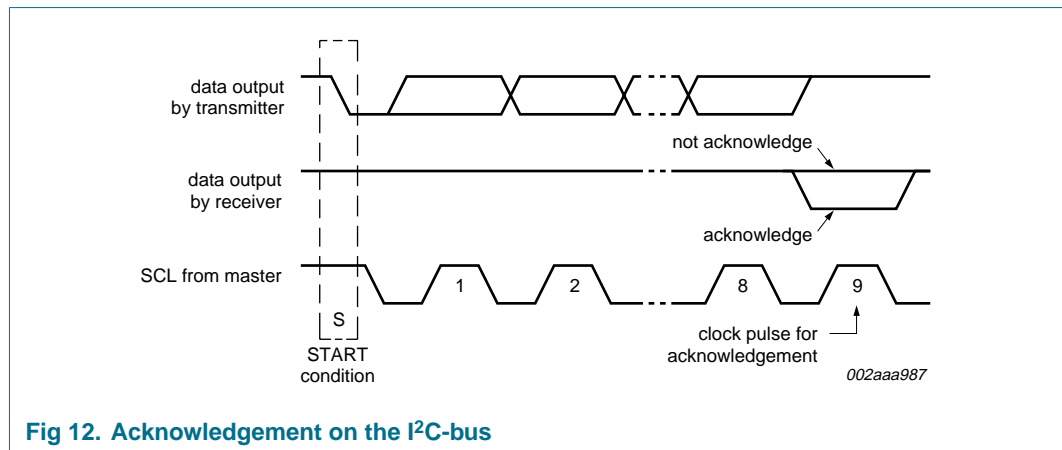 data output
by transmitter
not acknowledge
data output
by receiver
acknowledge
SCL from master
1
2
8
9
S
START
condition
clock pulse for
acknowledgement
002aaa987
Fig 12. Acknowledgement on the I²C-bus